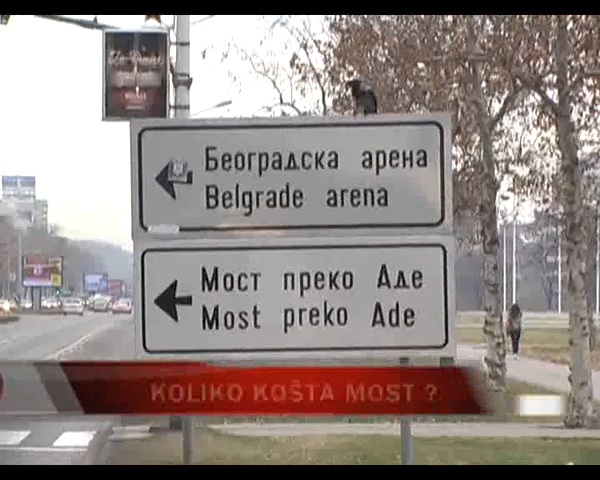 Београдска арена
Belgrade arena
Мост преко Аде
Most preko Ade
KOLIKO KOŠTA MOST ?